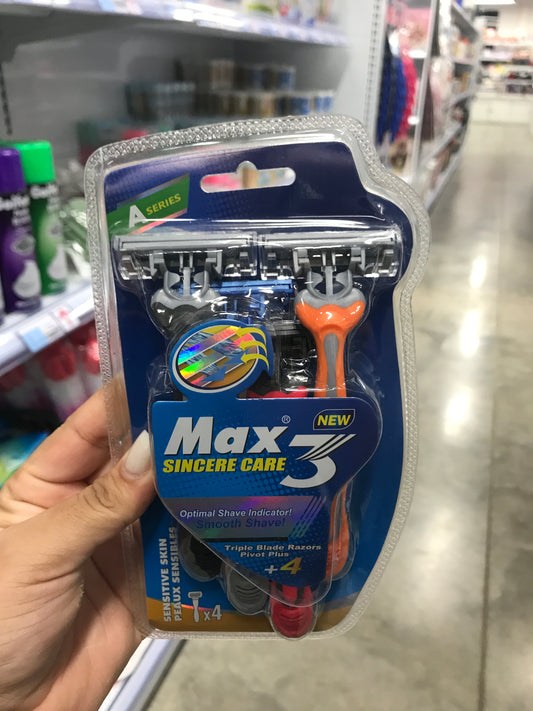 A SERIES
Max® 3
NEW
SINCERE CARE
Optimal Shave Indicator!
Smooth Shave!
Triple Blade Razors
Pivot Plus
+4
SENSITIVE SKIN
PEAUX SENSIBLES
x4